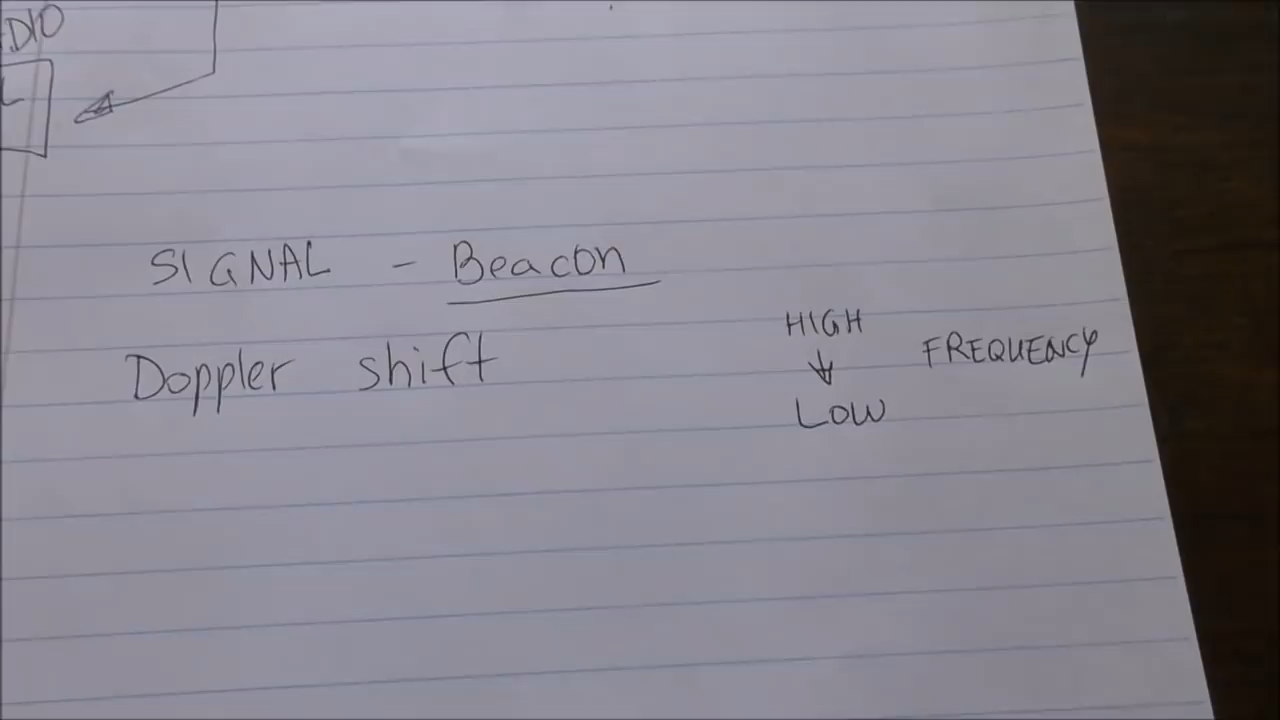 SIGNAL - Beacon
Doppler shift
HIGH
↓
LOW
FREQUENCY